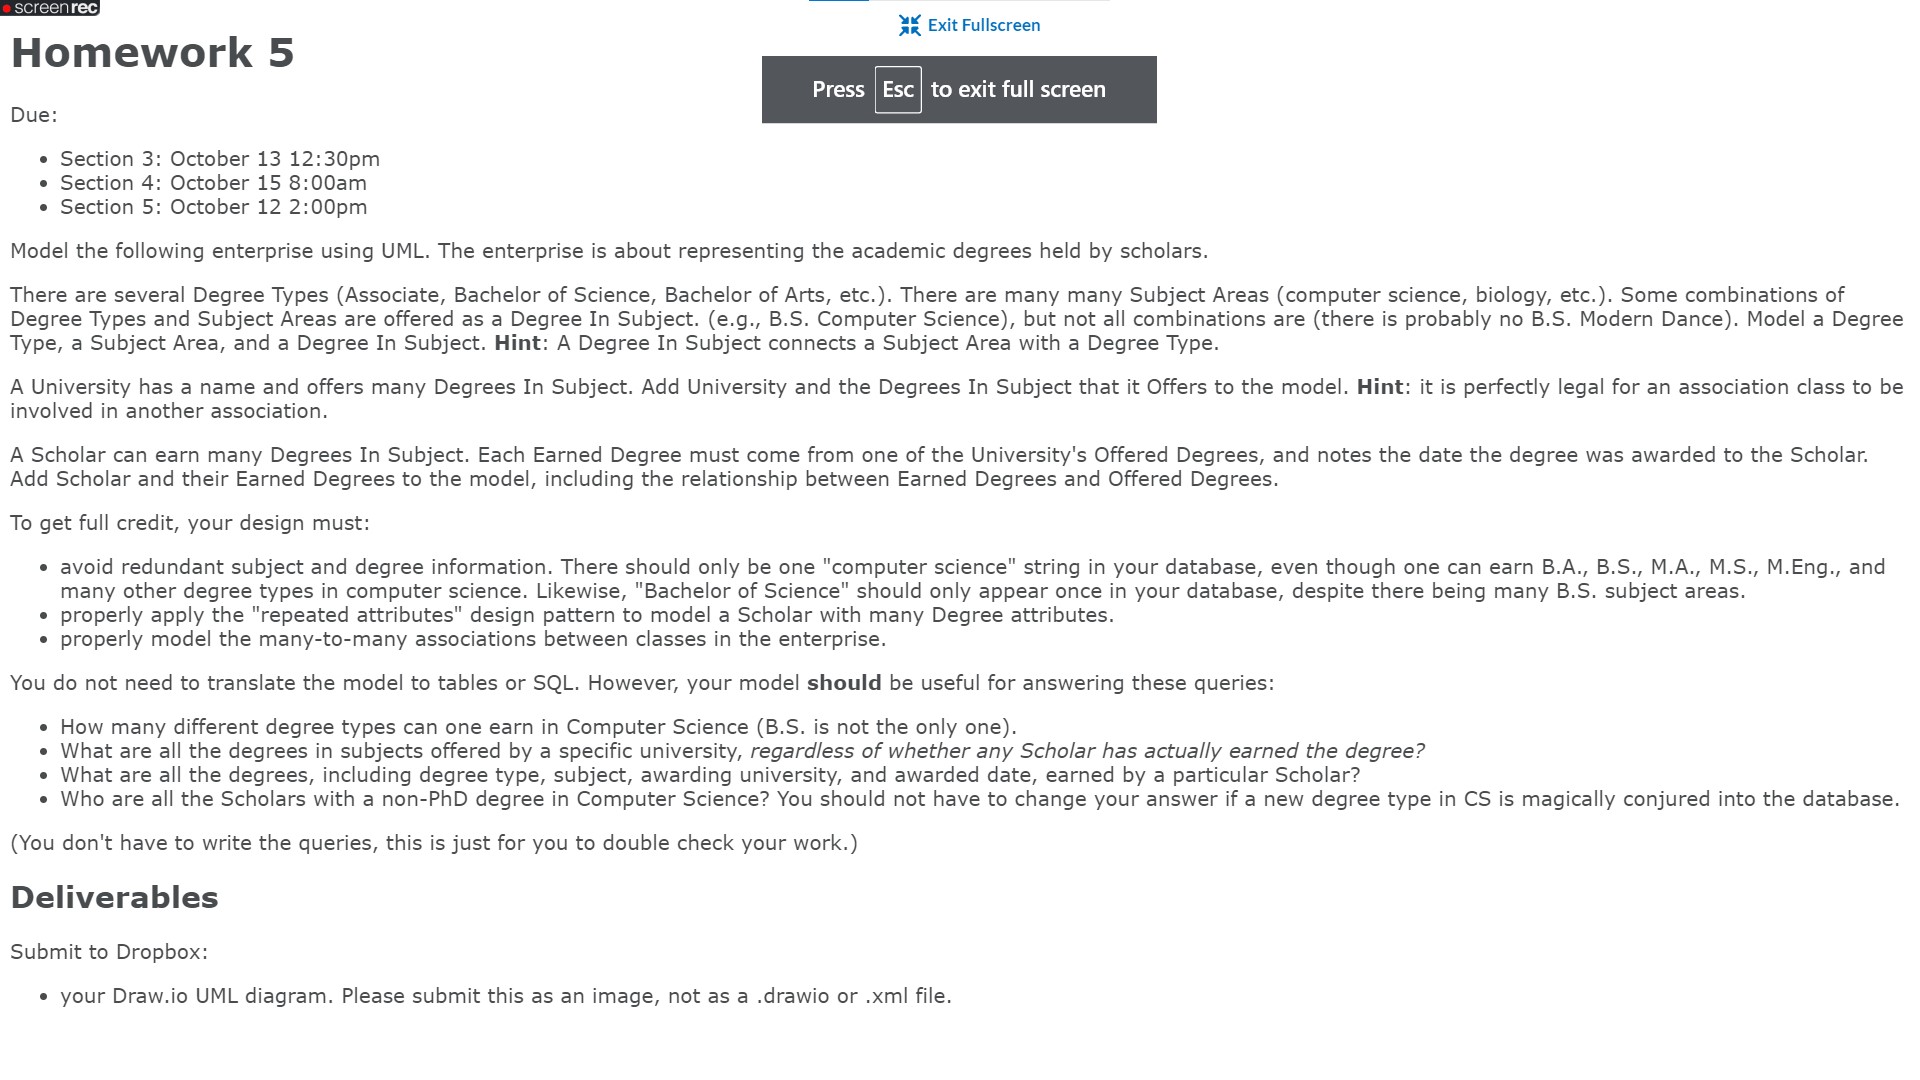 screenrec
Exit Fullscreen
Homework 5
Press Esc to exit full screen
Due:
• Section 3: October 13 12:30pm
• Section 4: October 15 8:00am
• Section 5: October 12 2:00pm
Model the following enterprise using UML. The enterprise is about representing the academic degrees held by scholars.
There are several Degree Types (Associate, Bachelor of Science, Bachelor of Arts, etc.). There are many many Subject Areas (computer science, biology, etc.). Some combinations of
Degree Types and Subject Areas are offered as a Degree In Subject. (e.g., B.S. Computer Science), but not all combinations are (there is probably no B.S. Modern Dance). Model a Degree
Type, a Subject Area, and a Degree In Subject. Hint: A Degree In Subject connects a Subject Area with a Degree Type.
A University has a name and offers many Degrees In Subject. Add University and the Degrees In Subject that it Offers to the model. Hint: it is perfectly legal for an association class to be
involved in another association.
A Scholar can earn many Degrees In Subject. Each Earned Degree must come from one of the University's Offered Degrees, and notes the date the degree was awarded to the Scholar.
Add Scholar and their Earned Degrees to the model, including the relationship between Earned Degrees and Offered Degrees.
To get full credit, your design must:
• avoid redundant subject and degree information. There should only be one "computer science" string in your database, even though one can earn B.A., B.S., M.A., M.S., M.Eng., and
many other degree types in computer science. Likewise, "Bachelor of Science" should only appear once in your database, despite there being many B.S. subject areas.
• properly apply the "repeated attributes" design pattern to model a Scholar with many Degree attributes.
• properly model the many-to-many associations between classes in the enterprise.
You do not need to translate the model to tables or SQL. However, your model should be useful for answering these queries:
• How many different degree types can one earn in Computer Science (B.S. is not the only one).
• What are all the degrees in subjects offered by a specific university, regardless of whether any Scholar has actually earned the degree?
• What are all the degrees, including degree type, subject, awarding university, and awarded date, earned by a particular Scholar?
• Who are all the Scholars with a non-PhD degree in Computer Science? You should not have to change your answer if a new degree type in CS is magically conjured into the database.
(You don't have to write the queries, this is just for you to double check your work.)
Deliverables
Submit to Dropbox:
• your Draw.io UML diagram. Please submit this as an image, not as a .drawio or .xml file.